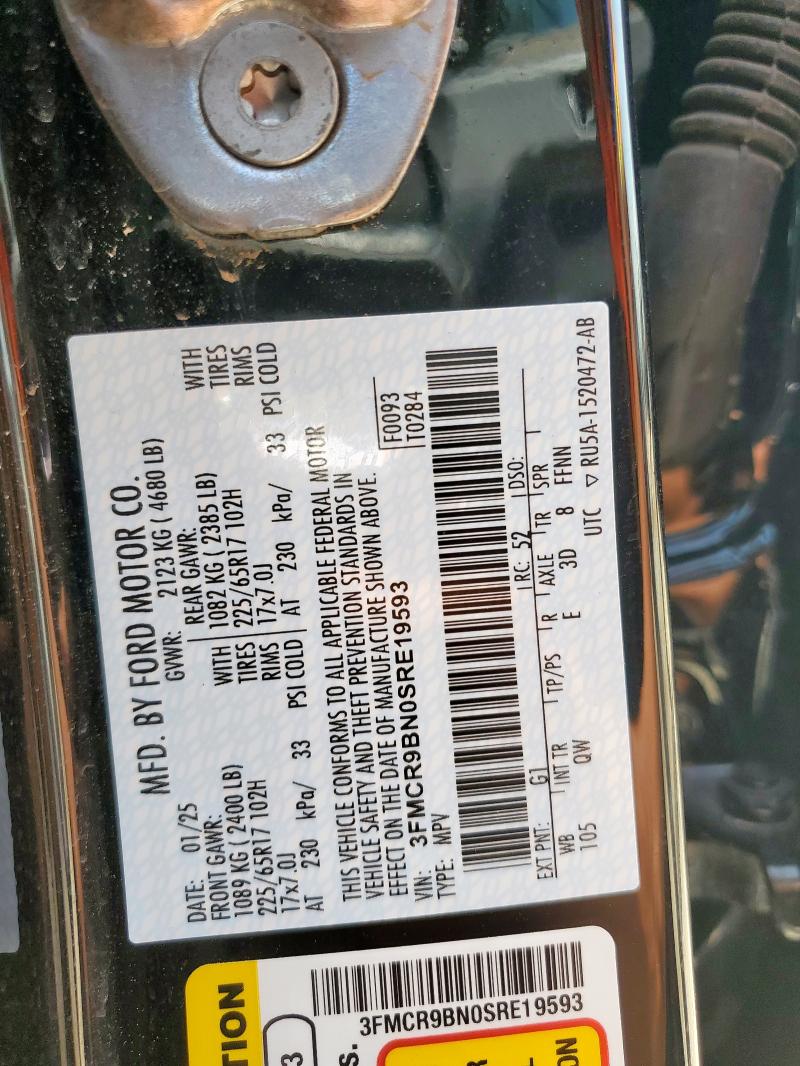 MFD. BY FORD MOTOR CO.
DATE: 01/25 GVWR: 2123 KG ( 4680 LB)
FRONT GAWR: REAR GAWR:
1089 KG ( 2400 LB) WITH 1082 KG ( 2385 LB) WITH
225/65R17 102H TIRES 225/65R17 102H TIRES
17x7.0J RIMS 17x7.0J RIMS
AT 230 kPa/ 33 PSI COLD AT 230 kPa/ 33 PSI COLD
THIS VEHICLE CONFORMS TO ALL APPLICABLE FEDERAL MOTOR
VEHICLE SAFETY AND THEFT PREVENTION STANDARDS IN
EFFECT ON THE DATE OF MANUFACTURE SHOWN ABOVE.
VIN: 3FMCR9BN0SRE19593 F0093
TYPE: MPV T0284
EXT PNT: G1 RC: 52 DSO:
WB INT TR TP/PS R AXLE TR SPR
105 QW E 3D 8 FFNN
UTC ▽ RU5A-1520472-AB
TION
3
S.
3FMCR9BN0SRE19593
R
ON